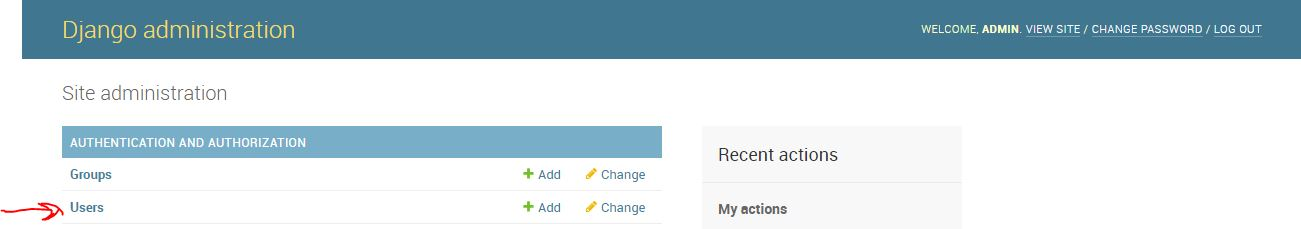 Django administration
WELCOME, ADMIN. VIEW SITE / CHANGE PASSWORD / LOG OUT
Site administration
AUTHENTICATION AND AUTHORIZATION
Groups Add Change
Users Add Change
Recent actions
My actions